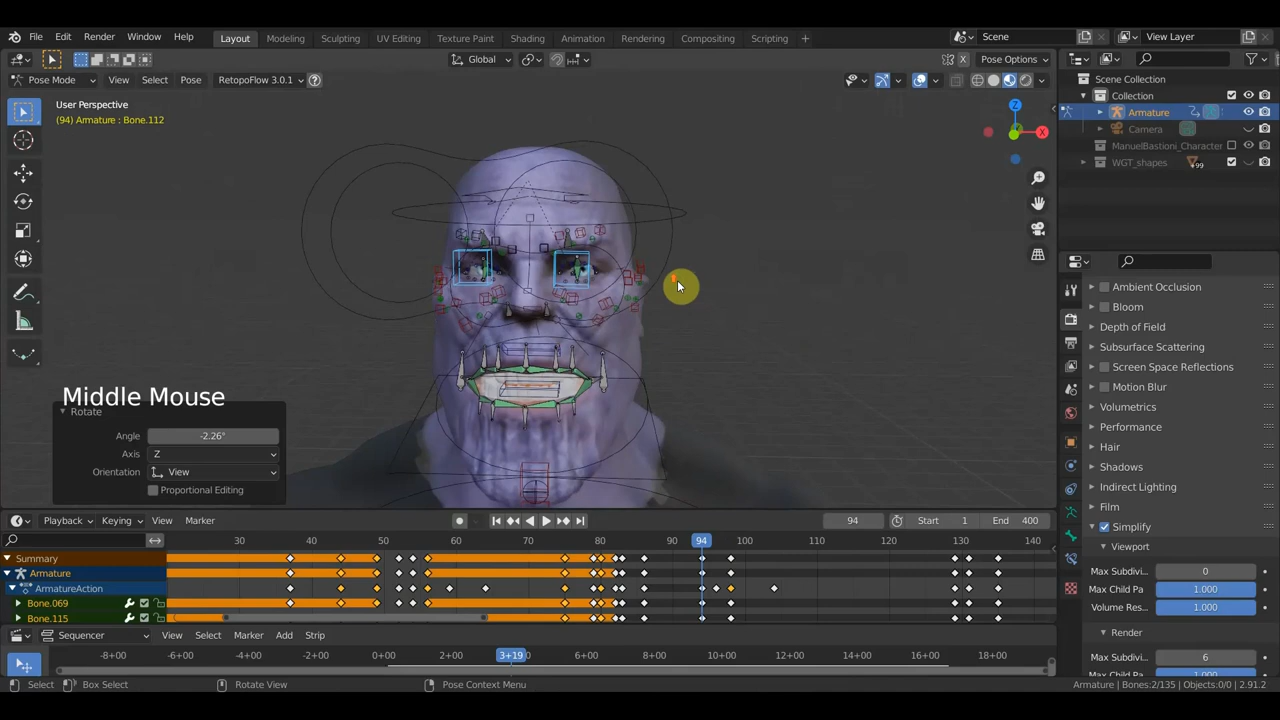 File Edit Render Window Help Layout Modeling Sculpting UV Editing Texture Paint Shading Animation Rendering Compositing Scripting + Scene View Layer
Global Pose Options
Pose Mode View Select Pose RetopoFlow 3.0.1 ?
Scene Collection
Collection
Armature
Camera
ManuelBastioni_Character
WGT_shapes +99
User Perspective
(94) Armature : Bone.112
Z
X
Ambient Occlusion
Bloom
Depth of Field
Subsurface Scattering
Screen Space Reflections
Motion Blur
Volumetrics
Performance
Hair
Shadows
Indirect Lighting
Film
Simplify
Viewport
Max Subdivi... 0
Max Child Pa 1.000
Volume Res... 1.000
Render
Max Subdivi... 6
Max Child Pa 1.000
Middle Mouse
Rotate
Angle -2.26°
Axis Z
Orientation View
Proportional Editing
Playback Keying View Marker 94 Start 1 End 400
30 40 50 60 70 80 90 94 100 110 120 130 140
Summary
Armature
ArmatureAction
Bone.069
Bone.115
Sequencer View Select Marker Add Strip
-8+00 -6+00 -4+00 -2+00 0+00 2+00 3+19 6+00 8+00 10+00 12+00 14+00 16+00 18+00
Select Box Select Rotate View Pose Context Menu Armature | Bones:2/135 | Objects:0/0 | 2.91.2